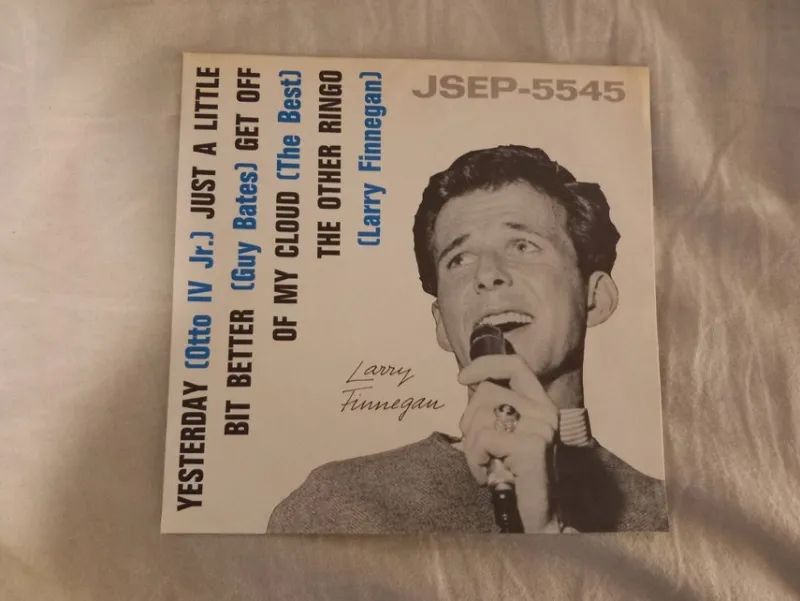 JSEP-5545
YESTERDAY (Otto IV Jr.) JUST A LITTLE
BIT BETTER (Guy Bates) GET OFF
OF MY CLOUD (The Best)
THE OTHER RINGO
(Larry Finnegan)
Larry
Finnegan